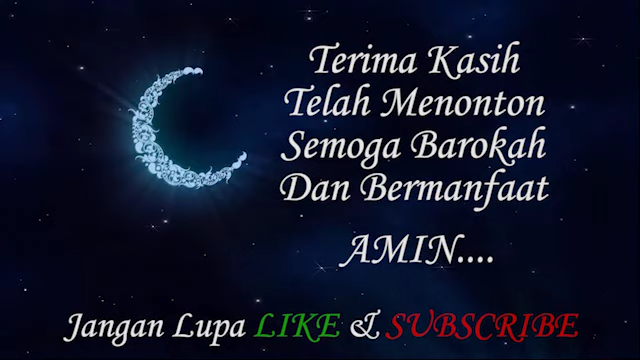 Terima Kasih
Telah Menonton
Semoga Barokah
Dan Bermanfaat
AMIN....
Jangan Lupa LIKE & SUBSCRIBE